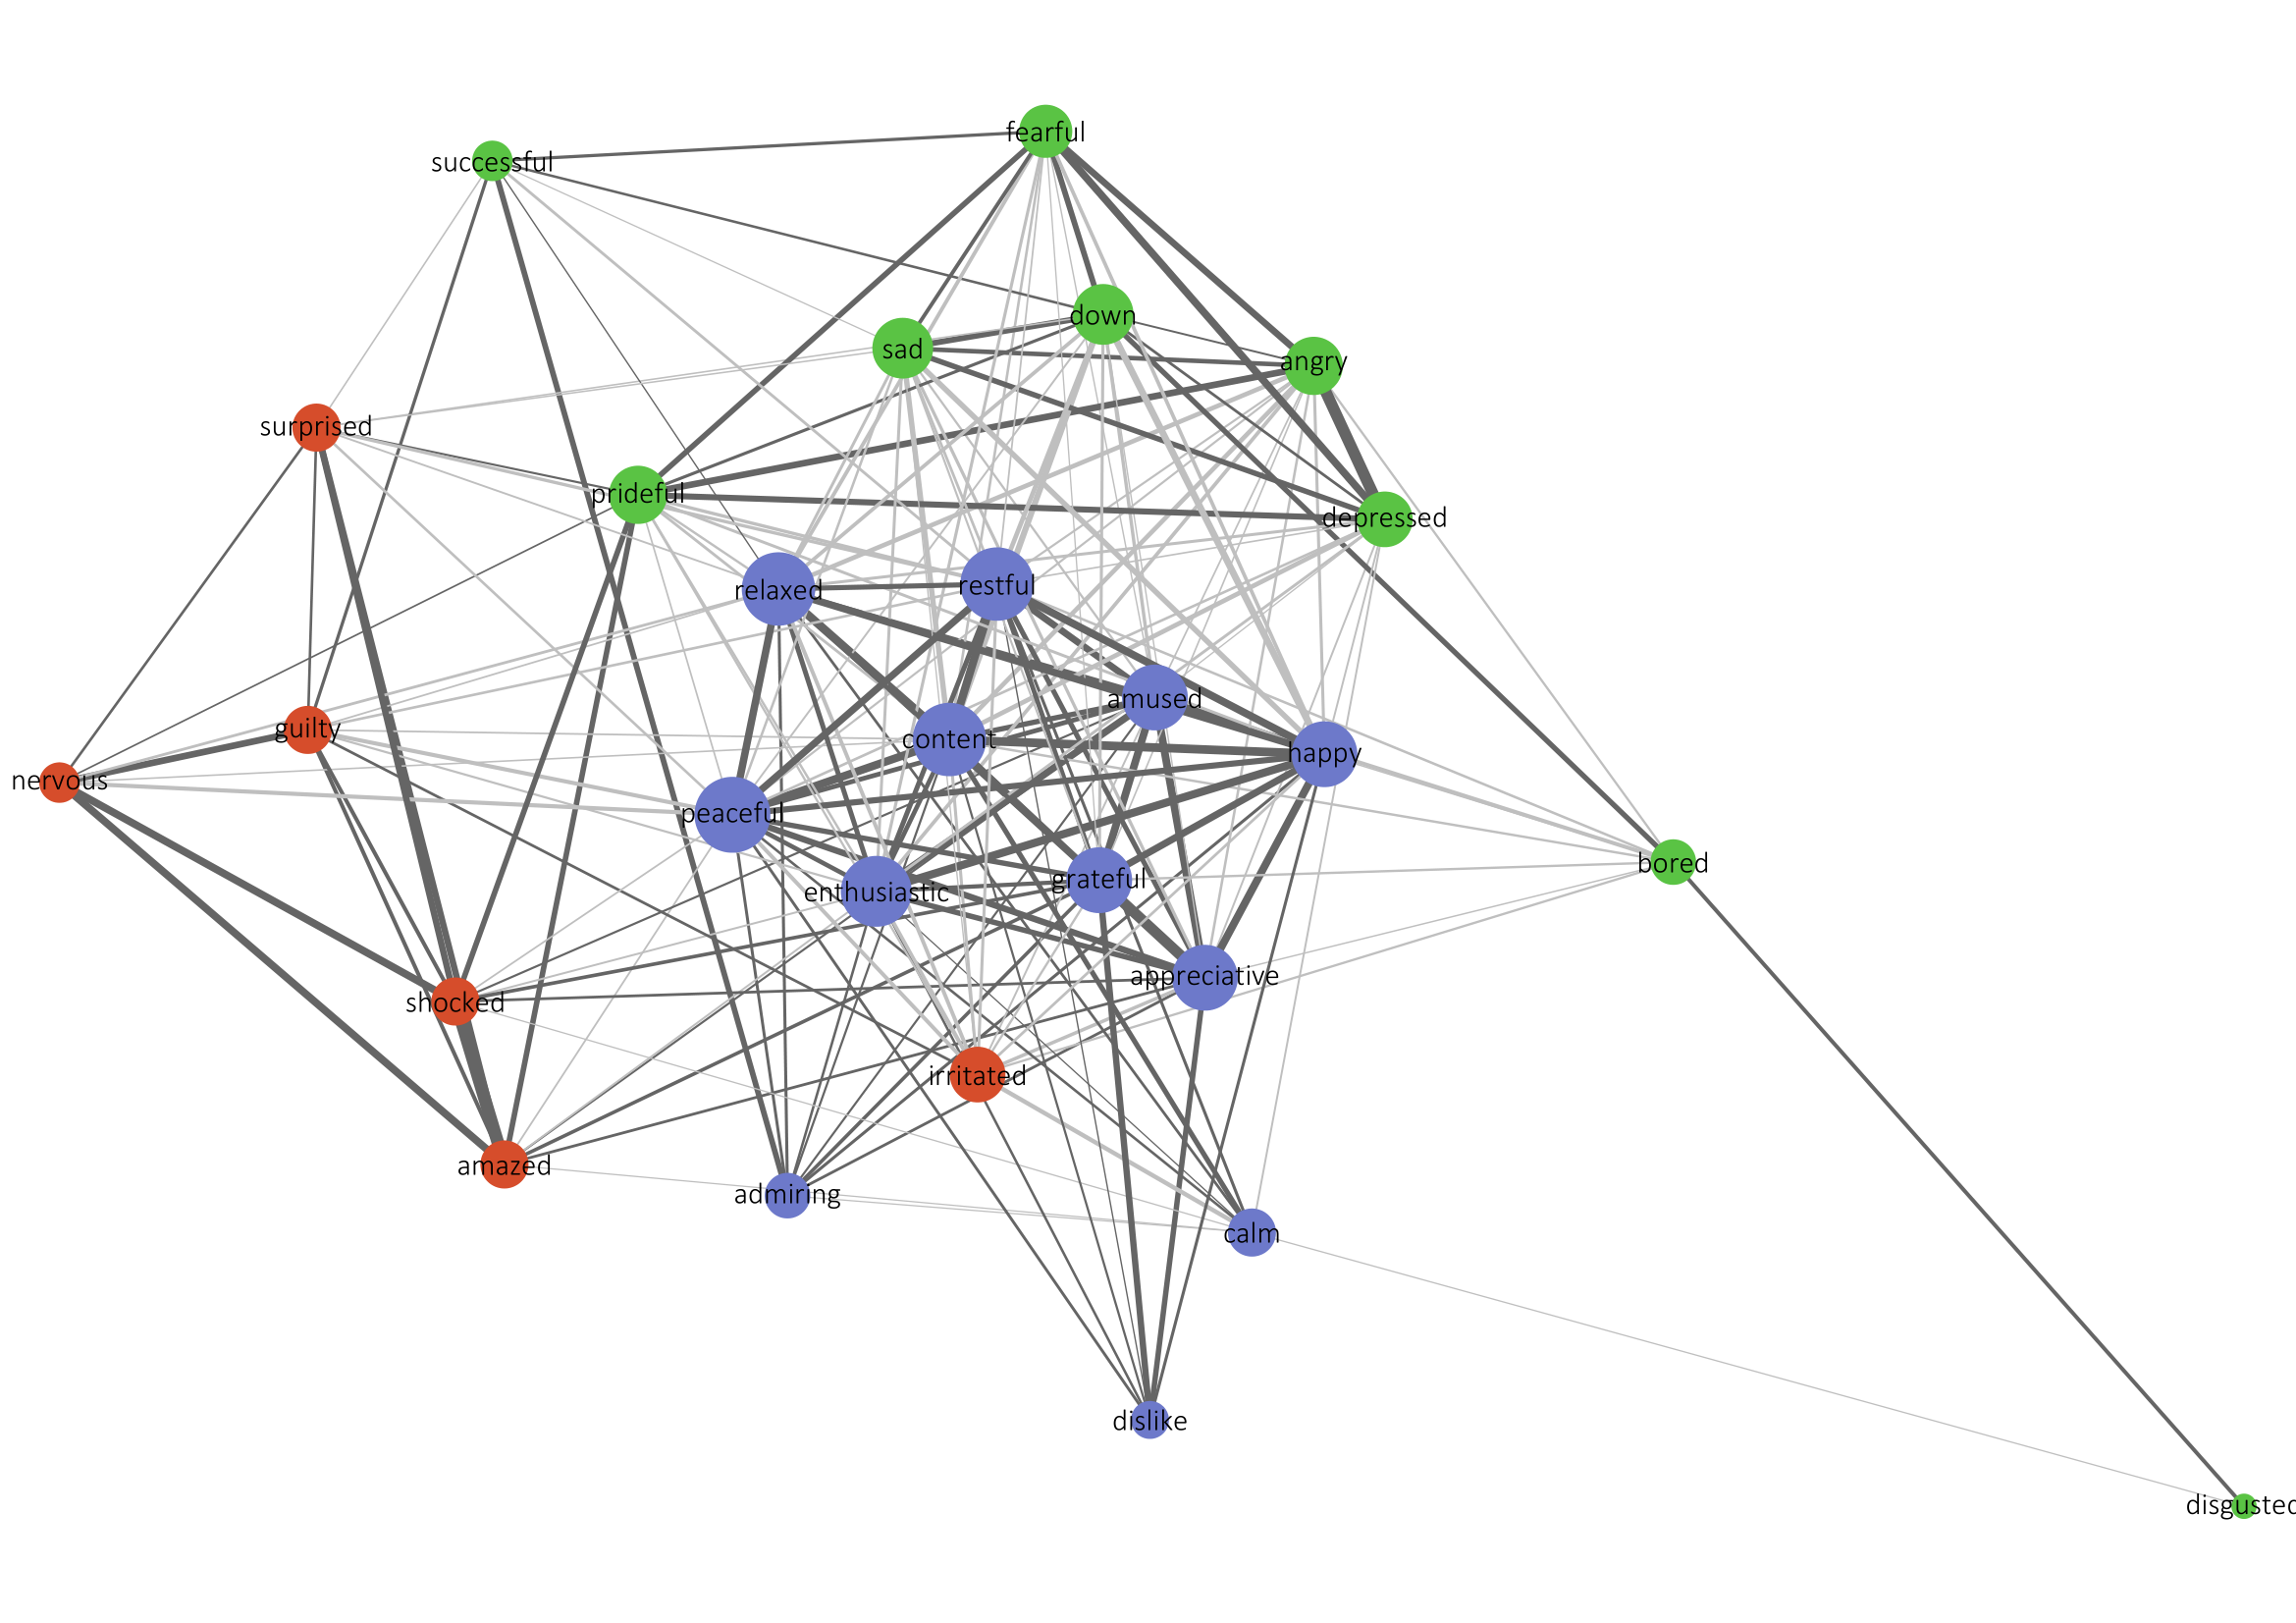 fearful
successful
down
sad
angry
surprised
prideful
depressed
restful
relaxed
amused
guilty
content
happy
nervous
peaceful
bored
grateful
enthusiastic
appreciative
shocked
irritated
amazed
admiring
calm
dislike
disgusted